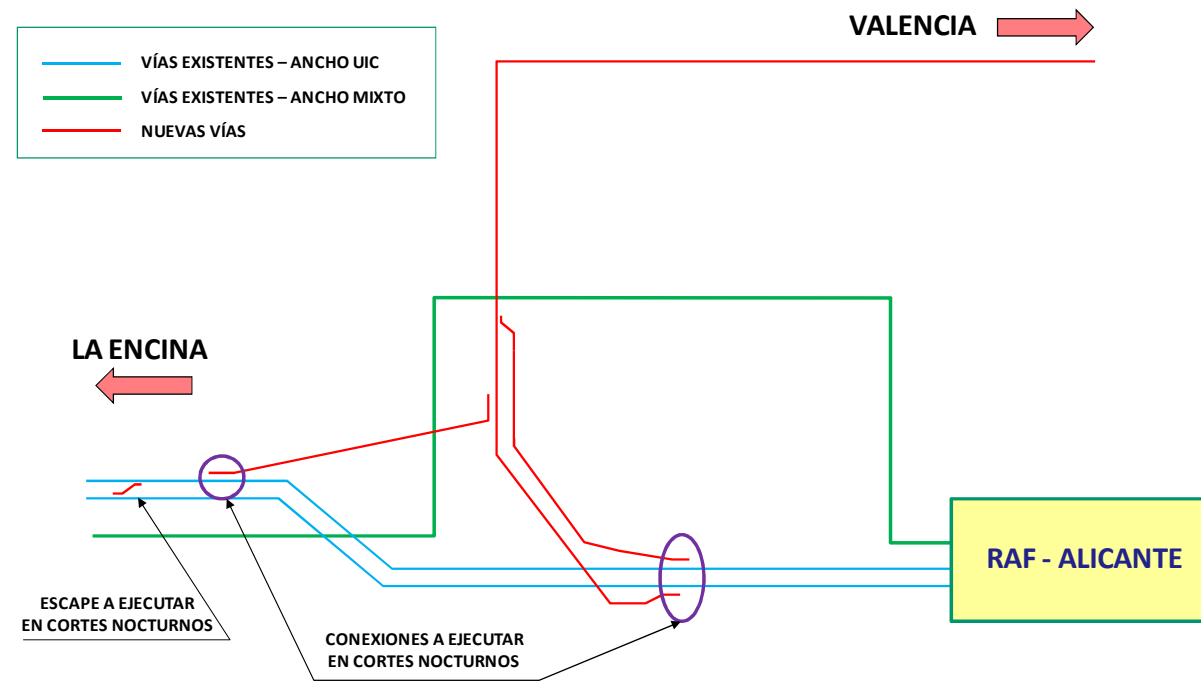 VALENCIA
VÍAS EXISTENTES – ANCHO UIC
VÍAS EXISTENTES – ANCHO MIXTO
NUEVAS VÍAS
LA ENCINA
RAF - ALICANTE
ESCAPE A EJECUTAR
EN CORTES NOCTURNOS
CONEXIONES A EJECUTAR
EN CORTES NOCTURNOS